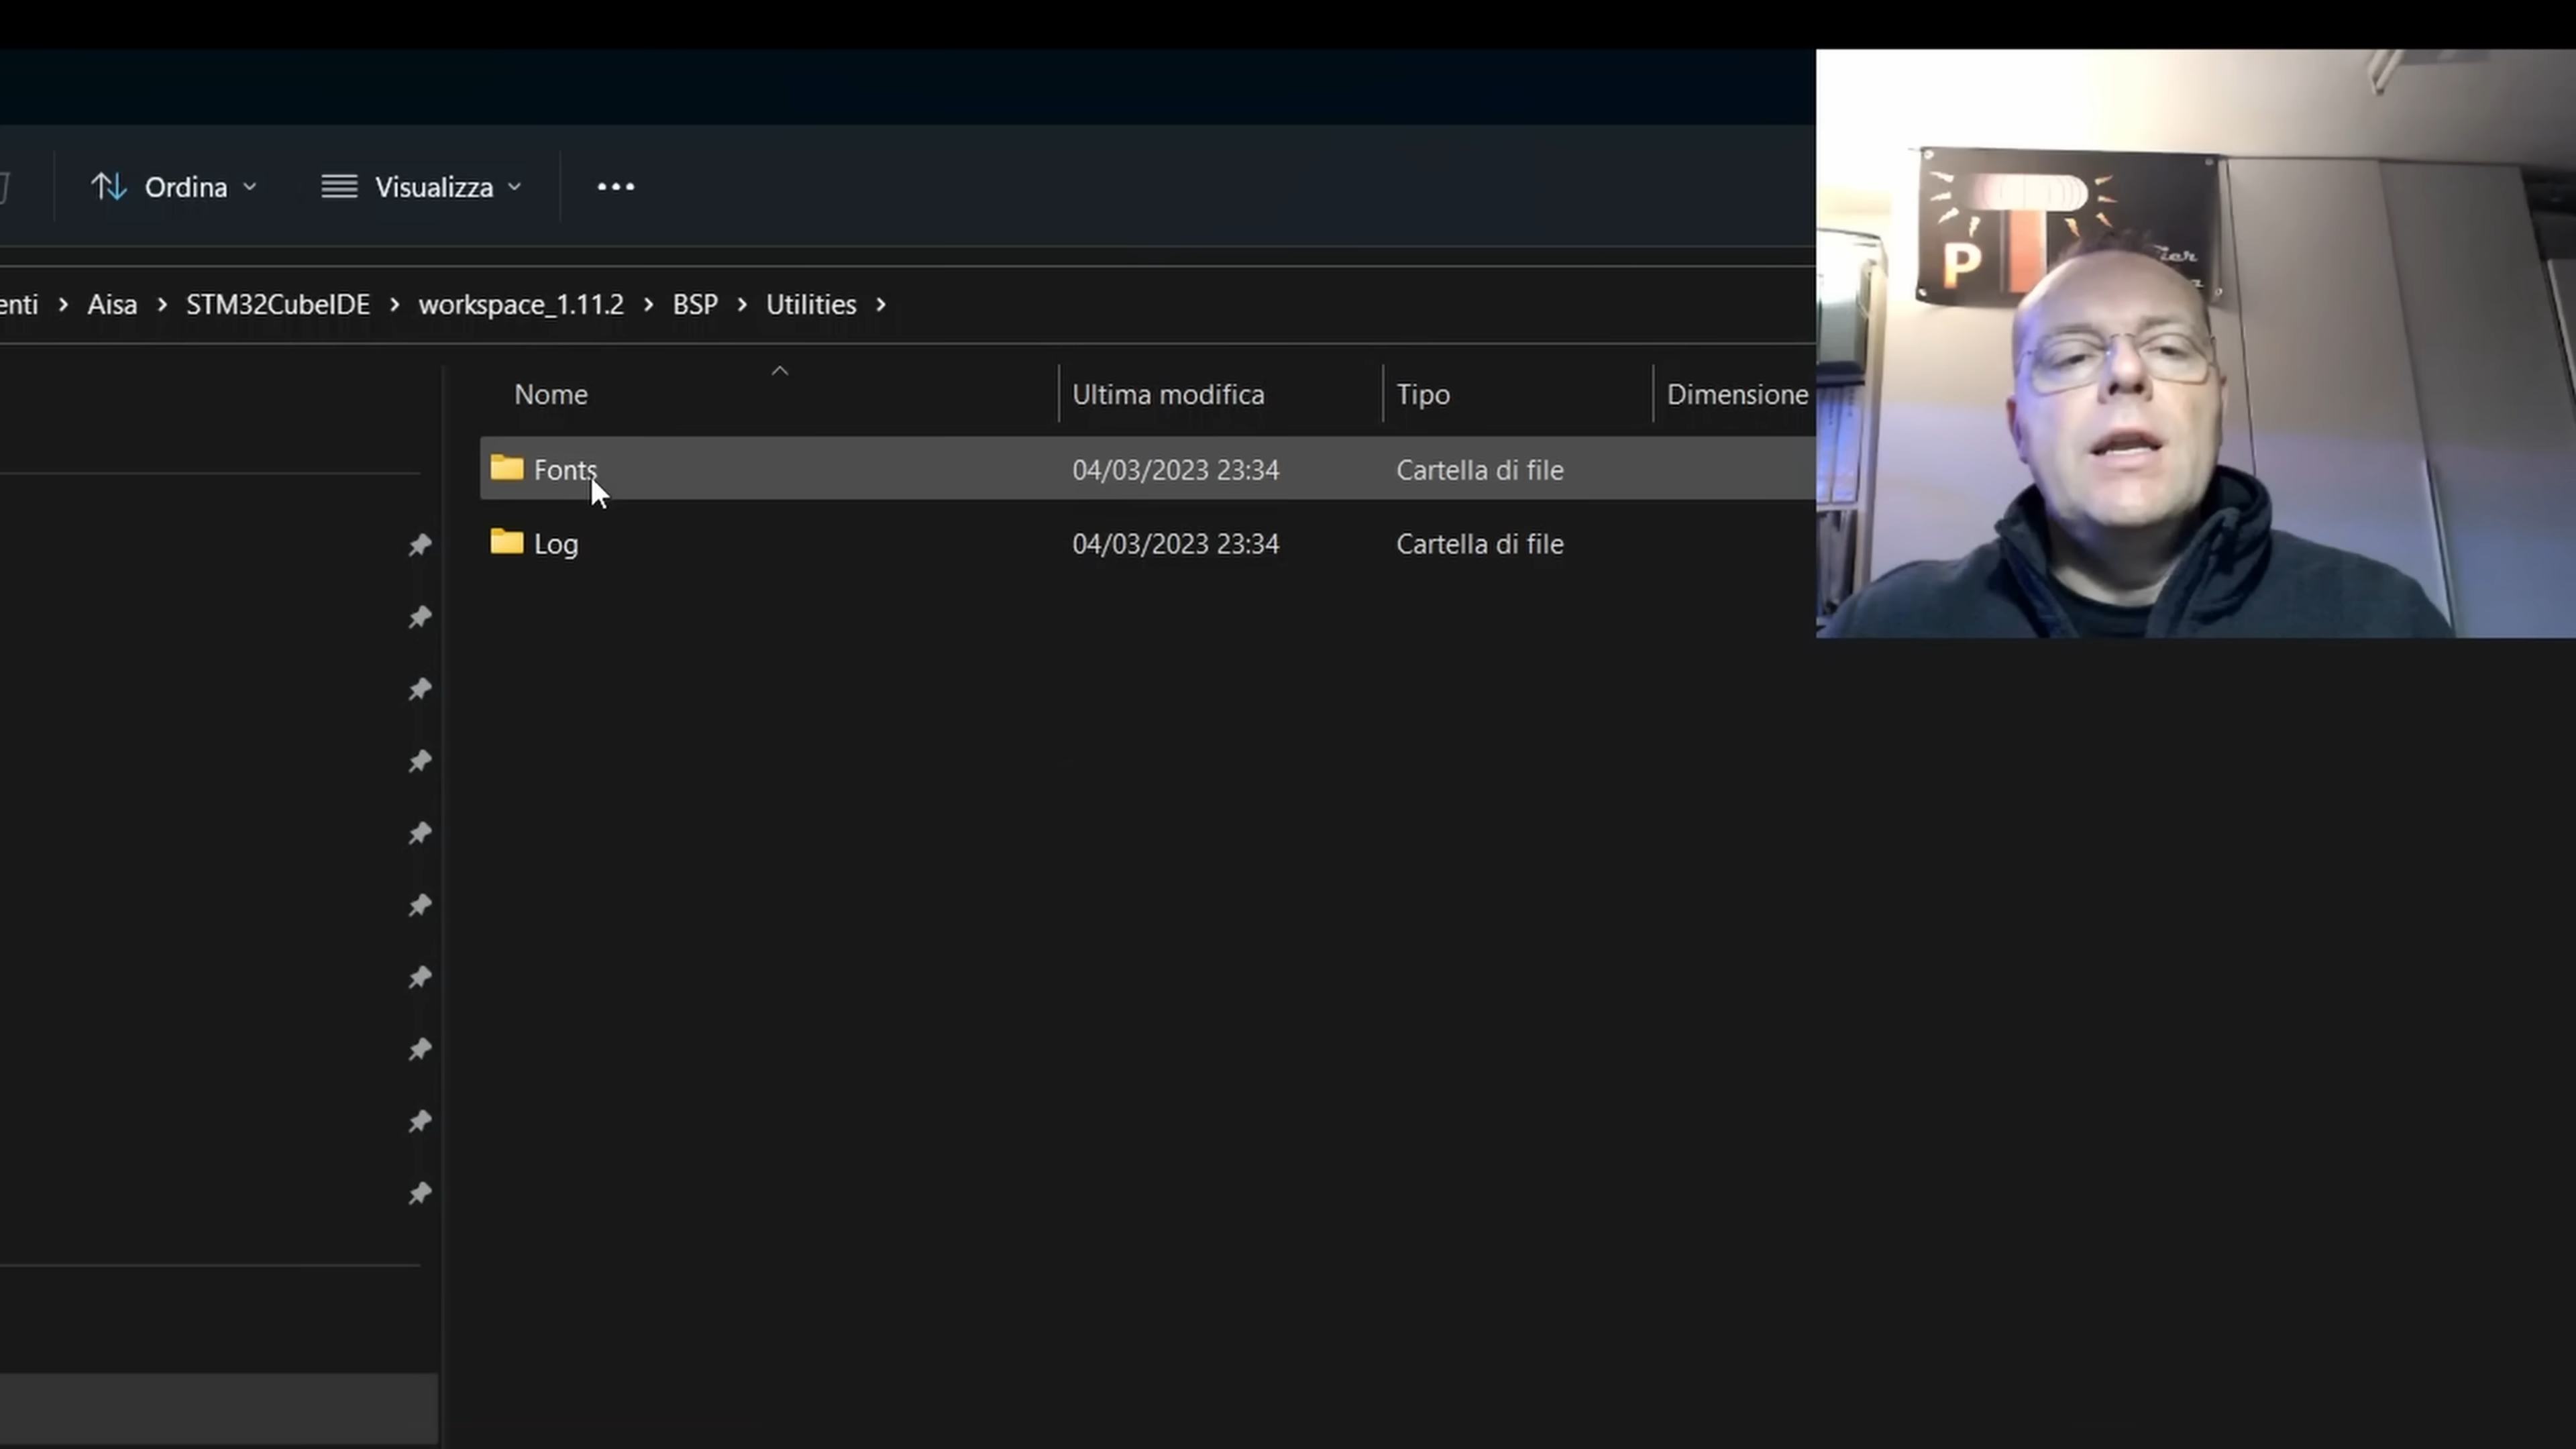 Ordina
Visualizza
enti > Aisa > STM32CubeIDE > workspace_1.11.2 > BSP > Utilities >
Nome Ultima modifica Tipo Dimensione
Fonts 04/03/2023 23:34 Cartella di file
Log 04/03/2023 23:34 Cartella di file
P